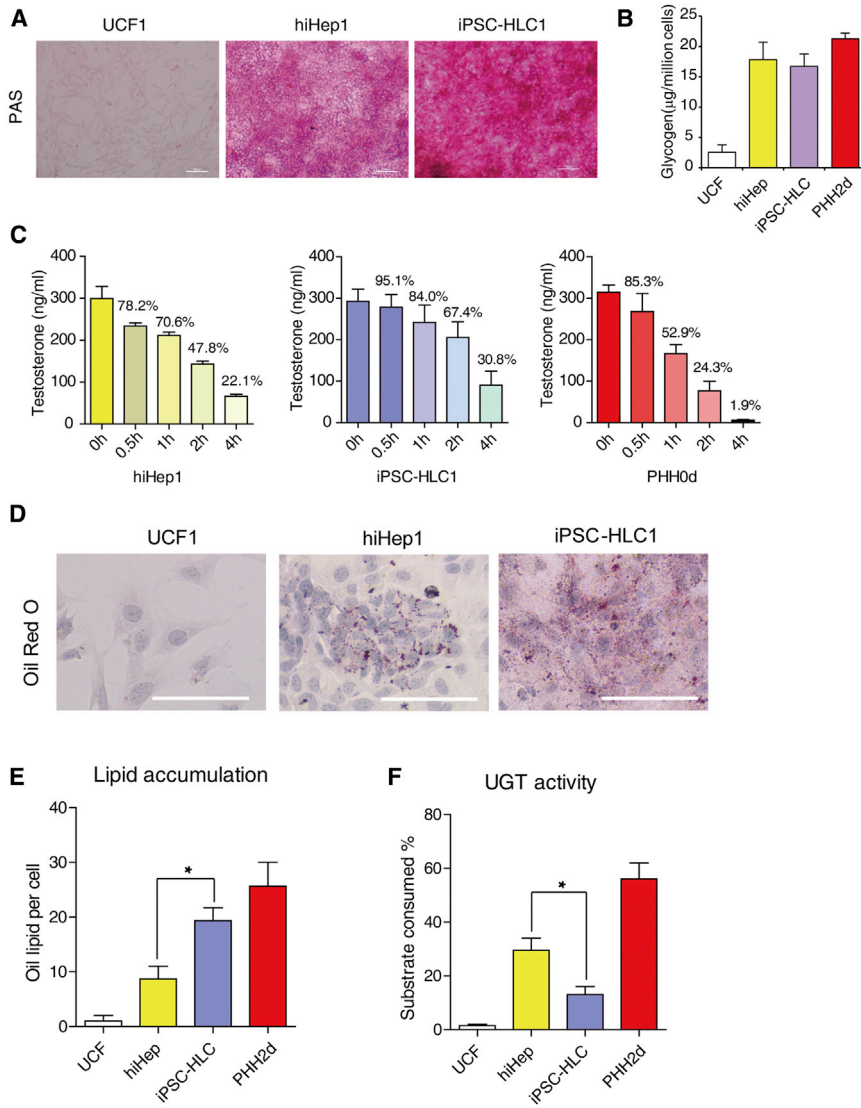 A
UCF1
hiHep1
iPSC-HLC1
PAS
B
Glycogen(μg/million cells)
25
20
15
10
5
0
UCF
hiHep
iPSC-HLC
PHH2d
C
Testosterone (ng/ml)
400
300
200
100
0
78.2%
70.6%
47.8%
22.1%
0h
0.5h
1h
2h
4h
hiHep1
Testosterone (ng/ml)
400
300
200
100
0
95.1%
84.0%
67.4%
30.8%
0h
0.5h
1h
2h
4h
iPSC-HLC1
Testosterone (ng/ml)
400
300
200
100
0
85.3%
52.9%
24.3%
1.9%
0h
0.5h
1h
2h
4h
PHH0d
D
UCF1
hiHep1
iPSC-HLC1
Oil Red O
E
Lipid accumulation
Oil lipid per cell
40
30
20
10
0
*
UCF
hiHep
iPSC-HLC
PHH2d
F
UGT activity
Substrate consumed %
80
60
40
20
0
*
UCF
hiHep
iPSC-HLC
PHH2d